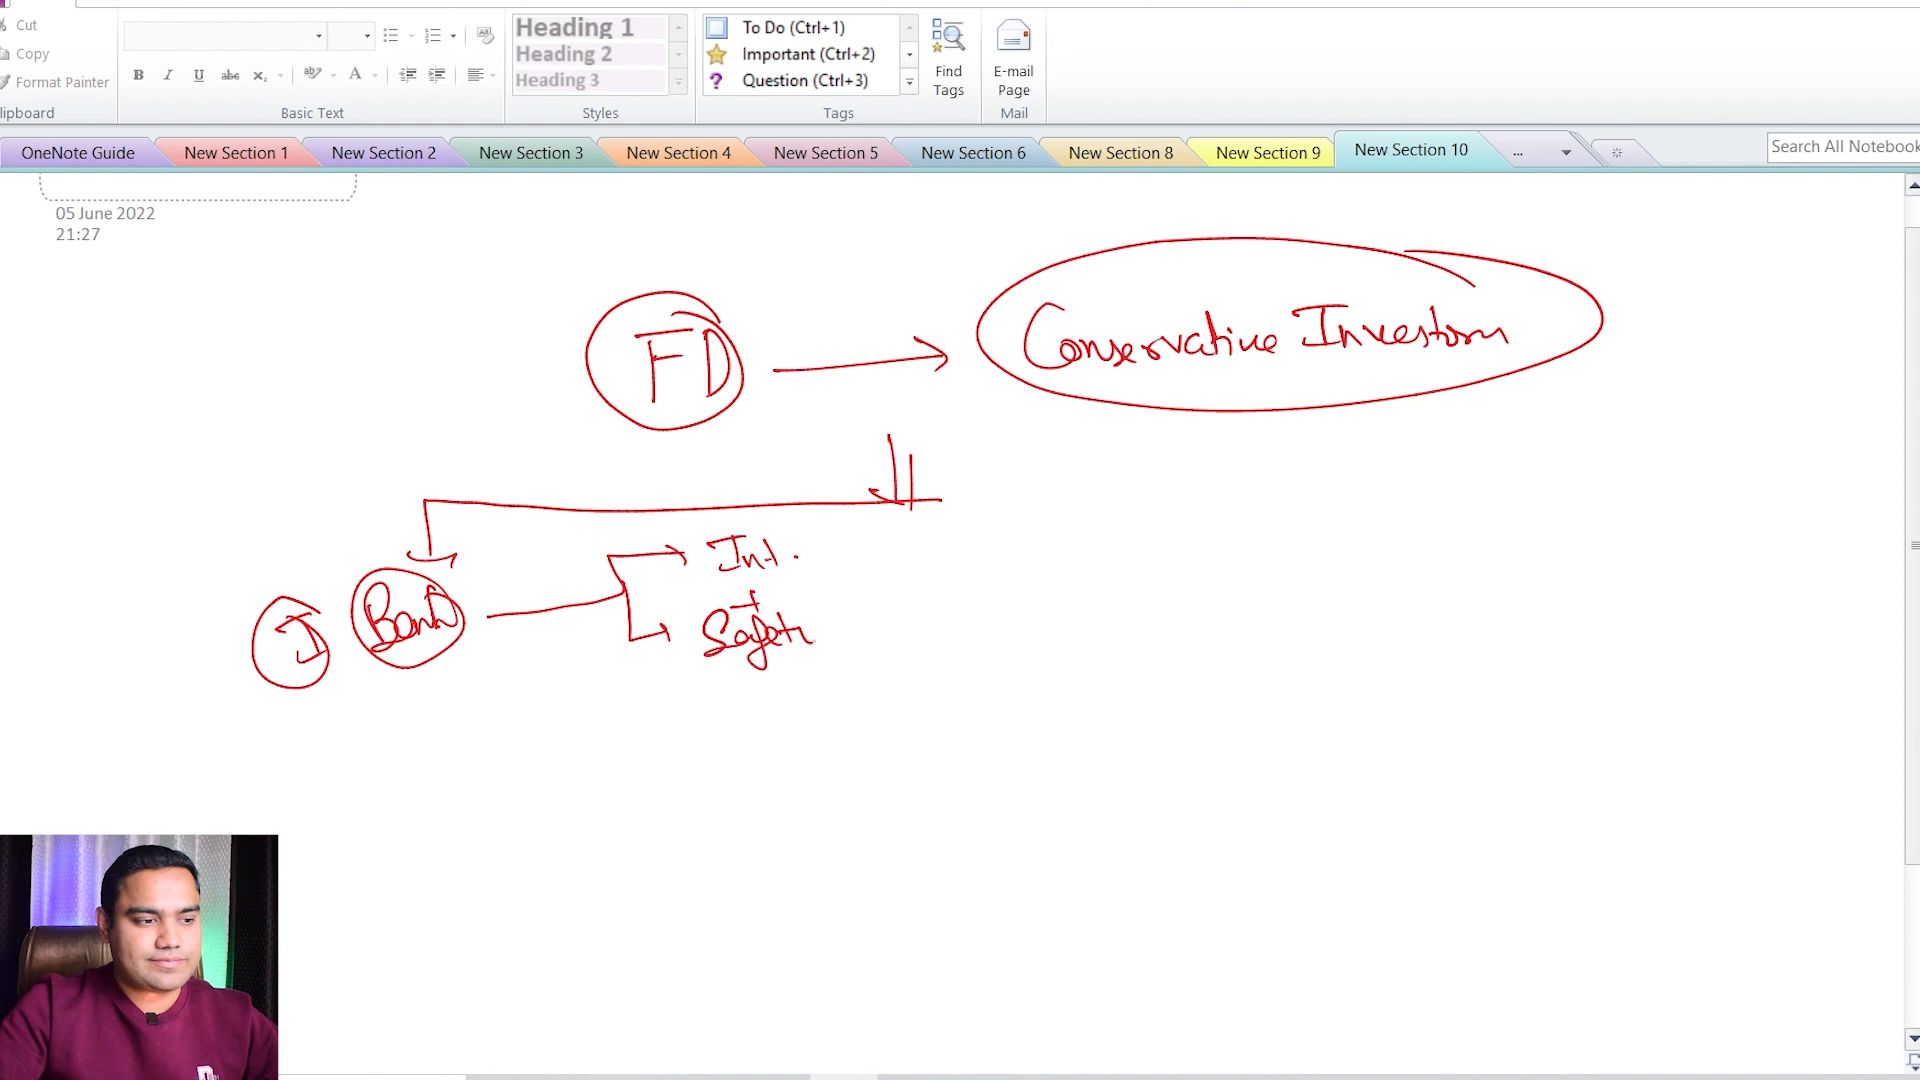 Cut
Copy
Format Painter
lipboard
B I U abc x₂ ab A
Basic Text
Heading 1
Heading 2
Heading 3
Styles
To Do (Ctrl+1)
Important (Ctrl+2)
? Question (Ctrl+3)
Tags
Find
Tags
E-mail
Page
Mail
OneNote Guide New Section 1 New Section 2 New Section 3 New Section 4 New Section 5 New Section 6 New Section 8 New Section 9 New Section 10 ... Search All Notebook
05 June 2022
21:27
FD Conservative Investors
Int.
+
I Bank
Safety